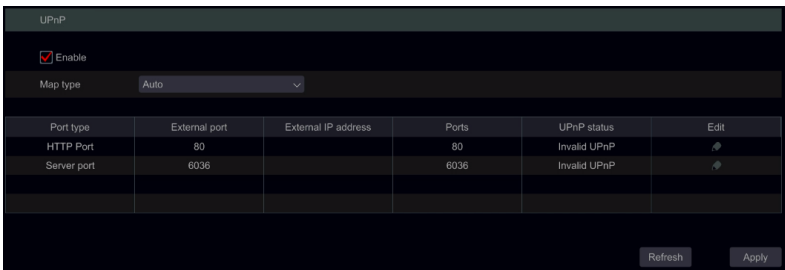 UPnP
Enable
Map type Auto
Port type External port External IP address Ports UPnP status Edit
HTTP Port 80 80 Invalid UPnP
Server port 6036 6036 Invalid UPnP
Refresh Apply